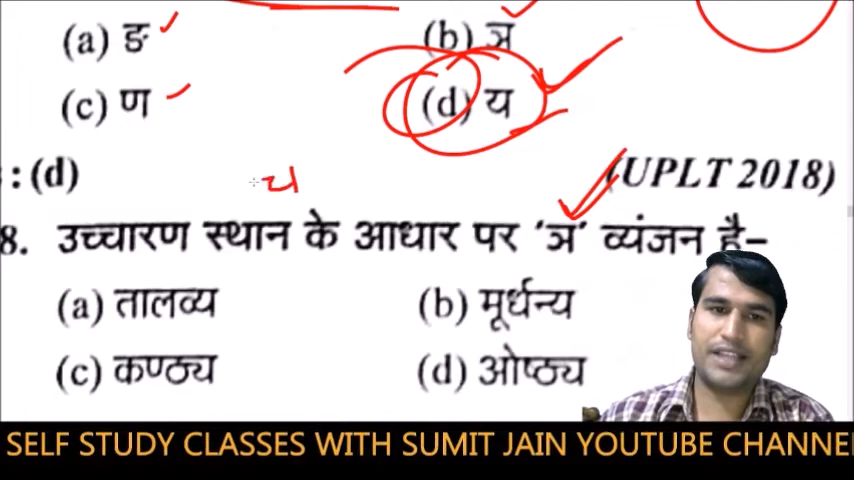 (a) ङ (b) ञ
(c) ण (d) य
: (d) (UPLT 2018)
च
8. उच्चारण स्थान के आधार पर 'ञ' व्यंजन है–
(a) तालव्य (b) मूर्धन्य
(c) कण्ठ्य (d) ओष्ठ्य
SELF STUDY CLASSES WITH SUMIT JAIN YOUTUBE CHANNE